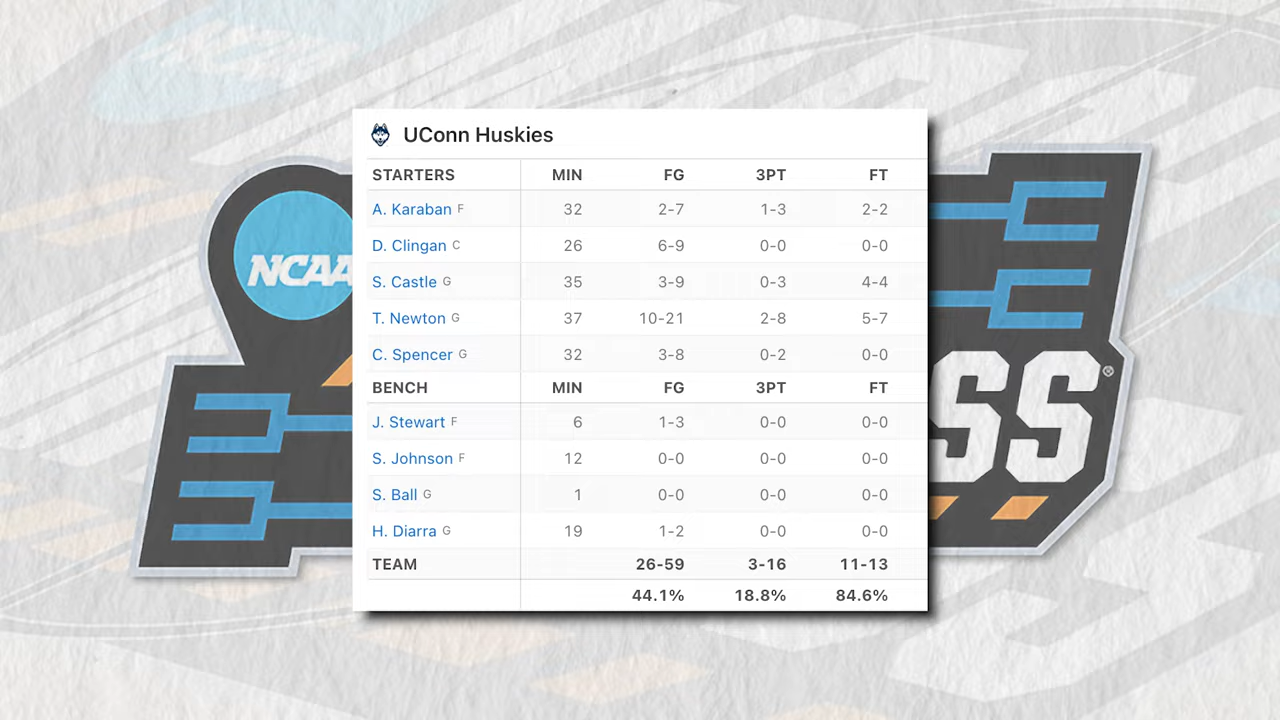 UConn Huskies
STARTERS MIN FG 3PT FT
A. Karaban F 32 2-7 1-3 2-2
D. Clingan C 26 6-9 0-0 0-0
S. Castle G 35 3-9 0-3 4-4
T. Newton G 37 10-21 2-8 5-7
C. Spencer G 32 3-8 0-2 0-0
BENCH MIN FG 3PT FT
J. Stewart F 6 1-3 0-0 0-0
S. Johnson F 12 0-0 0-0 0-0
S. Ball G 1 0-0 0-0 0-0
H. Diarra G 19 1-2 0-0 0-0
TEAM 26-59 3-16 11-13
44.1% 18.8% 84.6%
NCAA
SS®